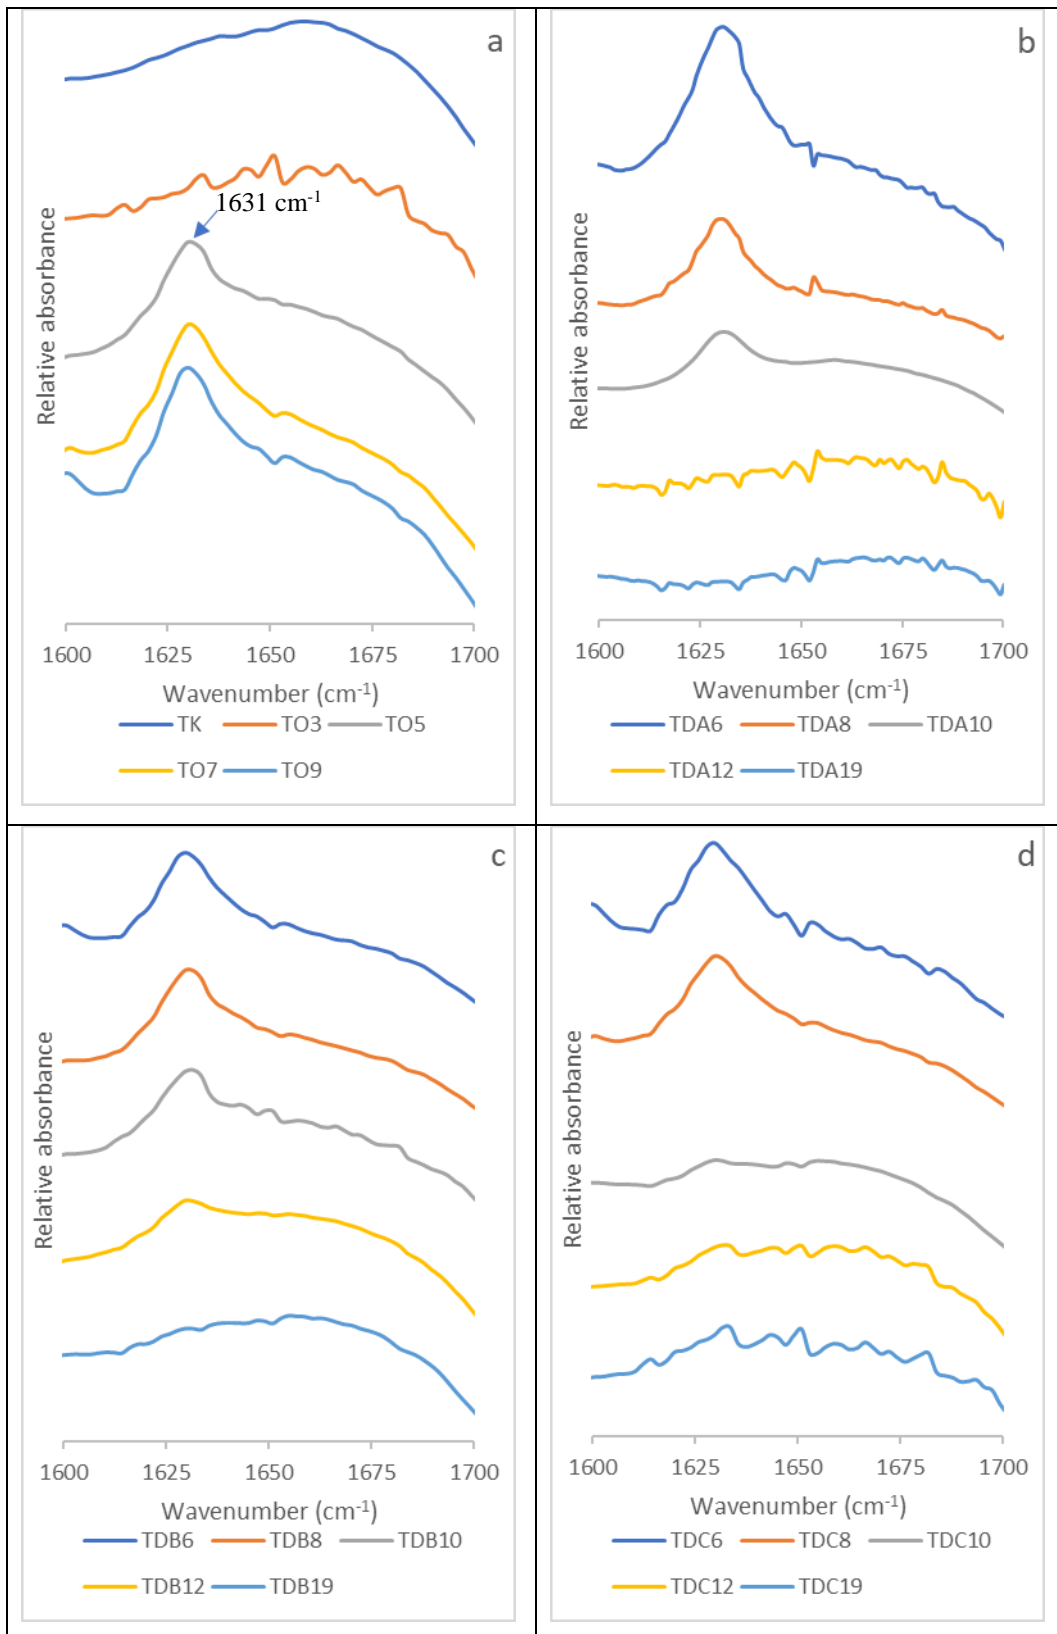 a
1631 cm-1
Relative absorbance
1600 1625 1650 1675 1700
Wavenumber (cm-1)
TK TO3 TO5
TO7 TO9
b
Relative absorbance
1600 1625 1650 1675 1700
Wavenumber (cm-1)
TDA6 TDA8 TDA10
TDA12 TDA19
c
Relative absorbance
1600 1625 1650 1675 1700
Wavenumber (cm-1)
TDB6 TDB8 TDB10
TDB12 TDB19
d
Relative absorbance
1600 1625 1650 1675 1700
Wavenumber (cm-1)
TDC6 TDC8 TDC10
TDC12 TDC19